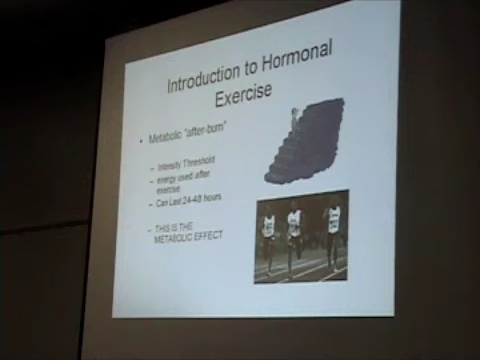 Introduction to Hormonal
Exercise
• Metabolic "after-burn"
– Intensity Threshold
– energy used after
exercise
– Can Last 24-48 hours
– THIS IS THE
METABOLIC EFFECT